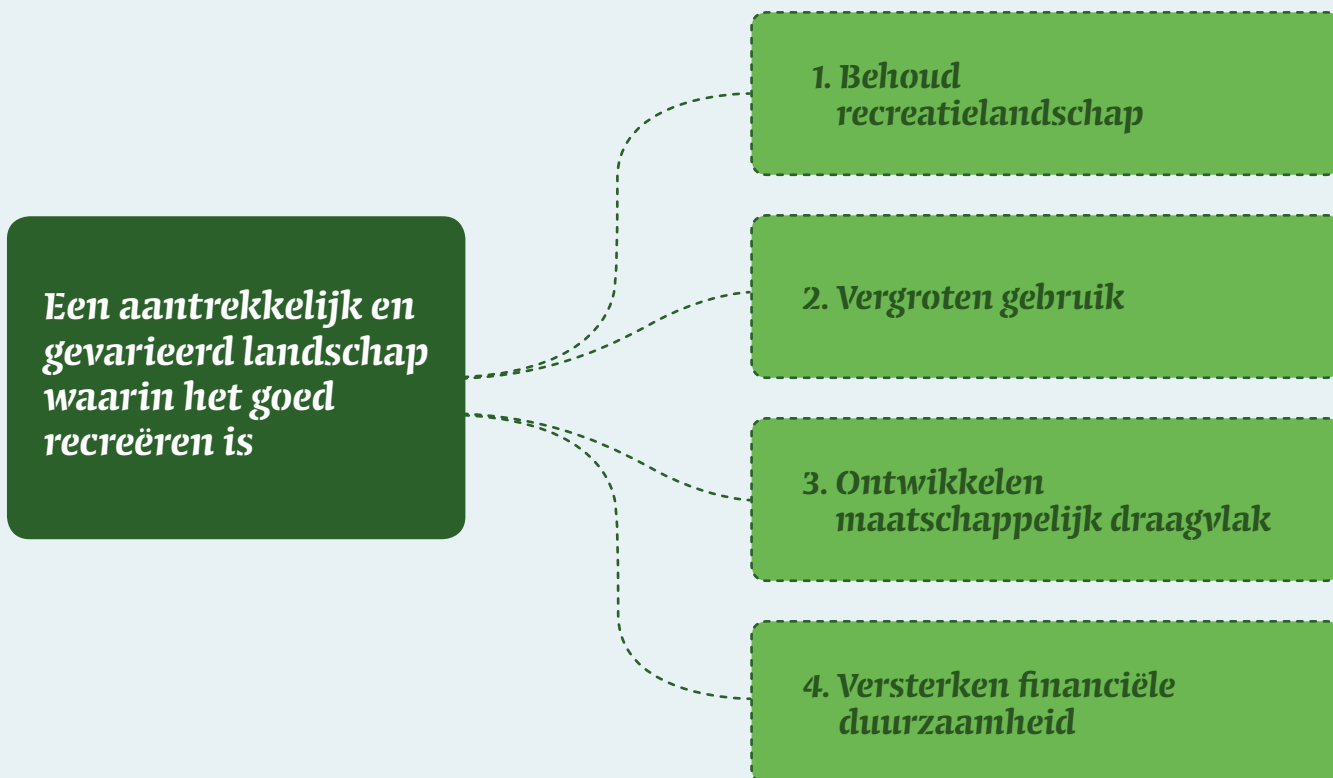 Een aantrekkelijk en
gevarieerd landschap
waarin het goed
recreëren is
1. Behoud
recreatielandschap
2. Vergroten gebruik
3. Ontwikkelen
maatschappelijk draagvlak
4. Versterken financiële
duurzaamheid